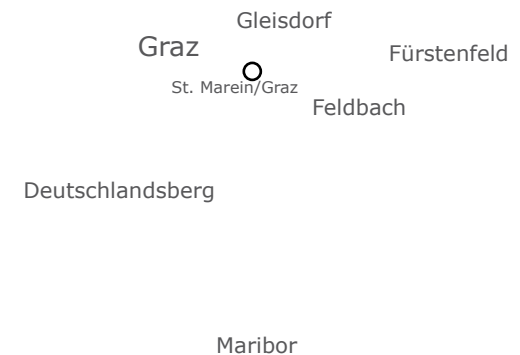 Gleisdorf
Graz
Fürstenfeld
St. Marein/Graz
Feldbach
Deutschlandsberg
Maribor